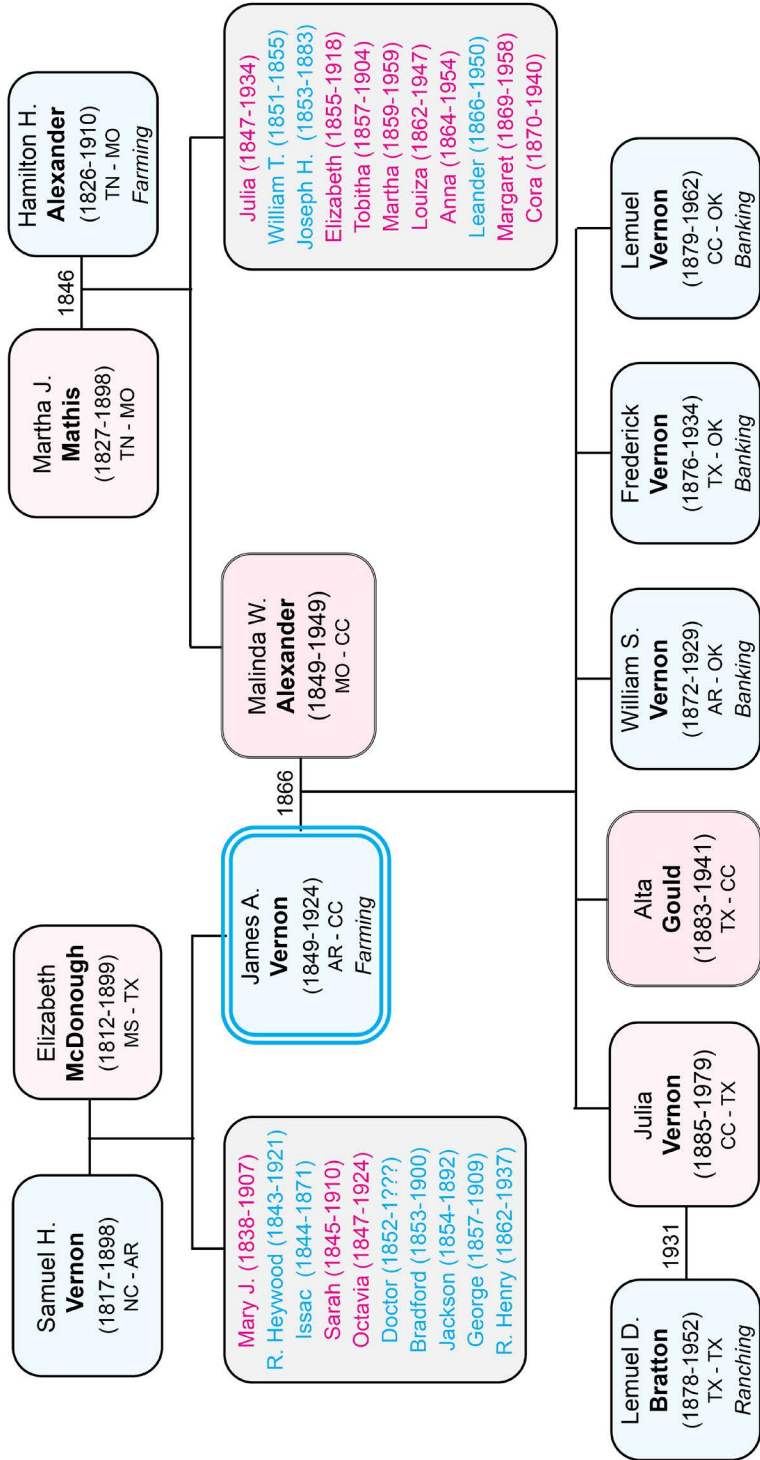 Samuel H.
Vernon
(1817-1898)
NC - AR
Elizabeth
McDonough
(1812-1899)
MS - TX
Martha J.
Mathis
(1827-1898)
TN - MO
1846
Hamilton H.
Alexander
(1826-1910)
TN - MO
Farming
Mary J. (1838-1907)
R. Heywood (1843-1921)
Issac (1844-1871)
Sarah (1845-1910)
Octavia (1847-1924)
Doctor (1852-1???)
Bradford (1853-1900)
Jackson (1854-1892)
George (1857-1909)
R. Henry (1862-1937)
James A.
Vernon
(1849-1924)
AR - CC
Farming
1866
Malinda W.
Alexander
(1849-1949)
MO - CC
Julia (1847-1934)
William T. (1851-1855)
Joseph H. (1853-1883)
Elizabeth (1855-1918)
Tobitha (1857-1904)
Martha (1859-1959)
Louiza (1862-1947)
Anna (1864-1954)
Leander (1866-1950)
Margaret (1869-1958)
Cora (1870-1940)
Lemuel D.
Bratton
(1878-1952)
TX - TX
Ranching
1931
Julia
Vernon
(1885-1979)
CC - TX
Alta
Gould
(1883-1941)
TX - CC
William S.
Vernon
(1872-1929)
AR - OK
Banking
Frederick
Vernon
(1876-1934)
TX - OK
Banking
Lemuel
Vernon
(1879-1962)
CC - OK
Banking